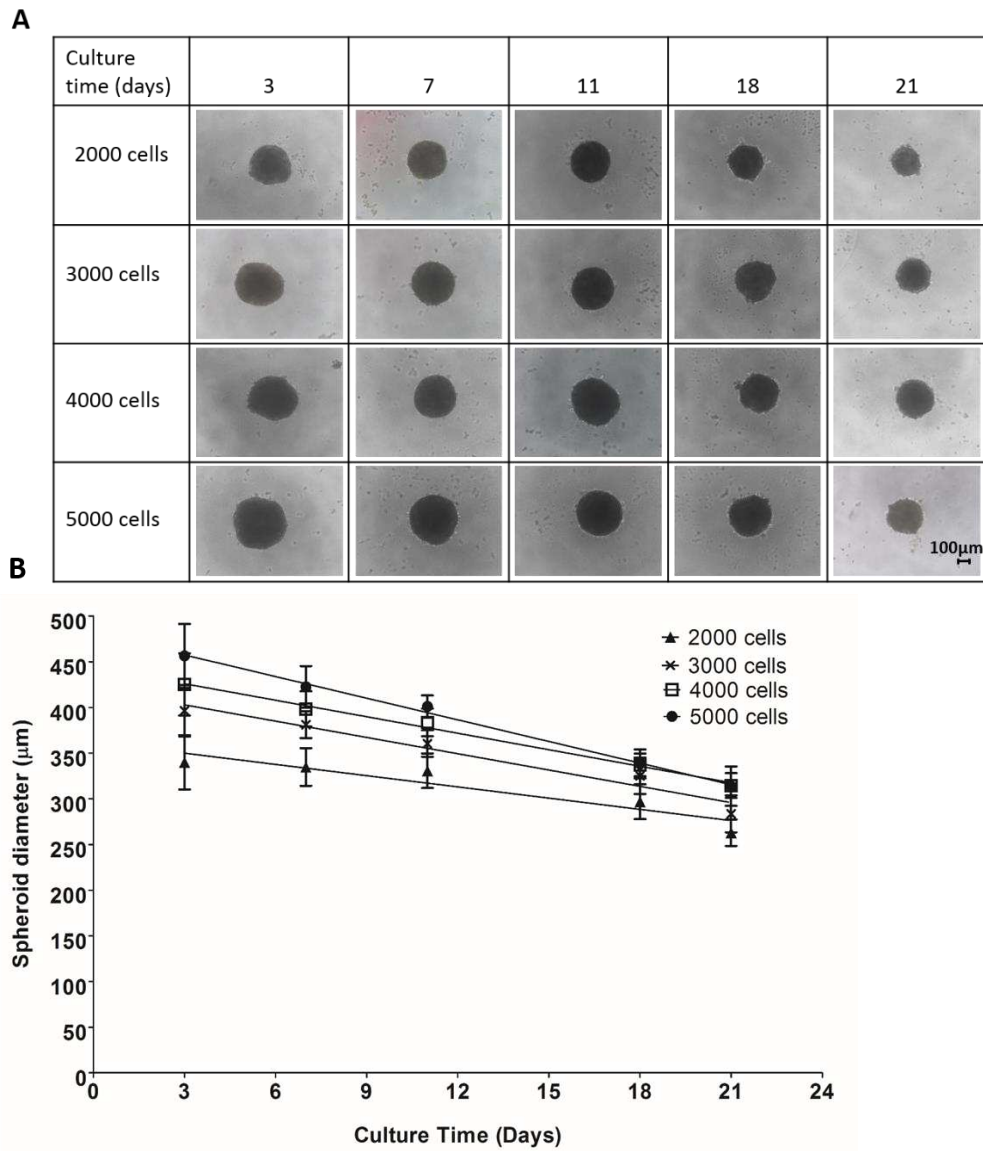 A
Culture
time (days)
3
7
11
18
21
2000 cells
3000 cells
4000 cells
5000 cells
100μm
B
500
450
400
350
300
250
200
150
100
50
0
Spheroid diameter (μm)
2000 cells
3000 cells
4000 cells
5000 cells
0
3
6
9
12
15
18
21
24
Culture Time (Days)